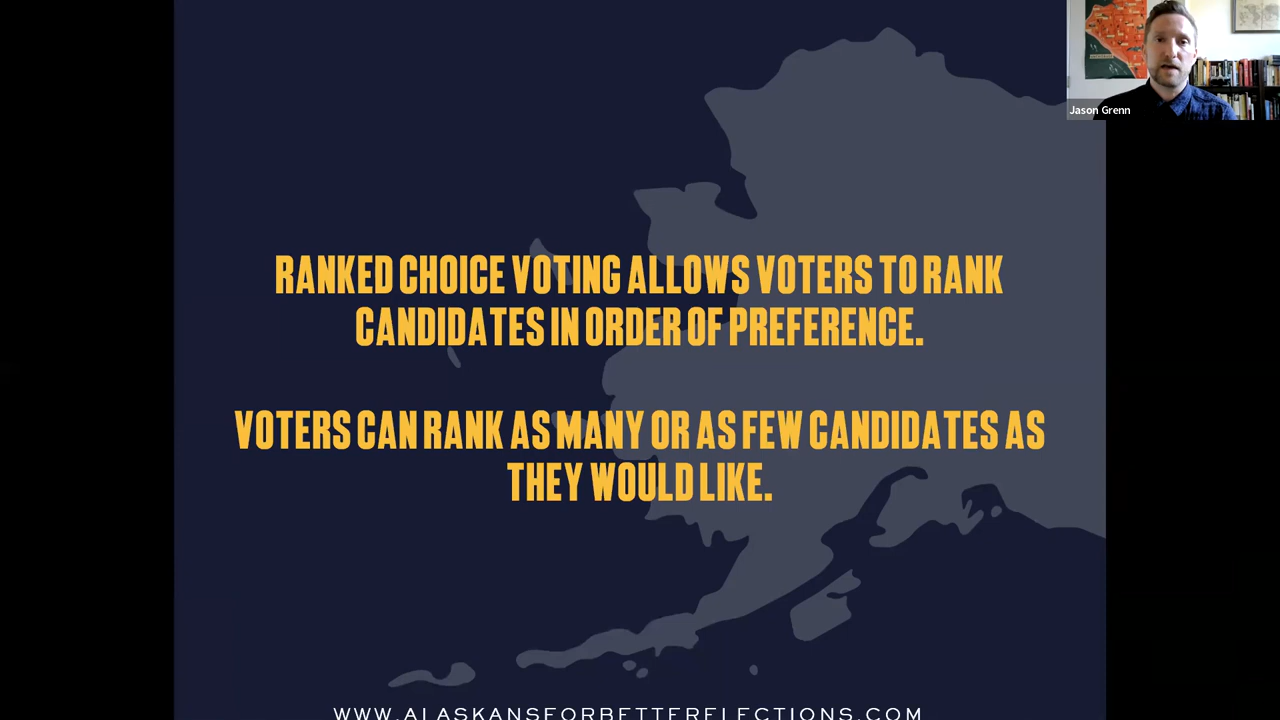 Jason Grenn
RANKED CHOICE VOTING ALLOWS VOTERS TO RANK
CANDIDATES IN ORDER OF PREFERENCE.
VOTERS CAN RANK AS MANY OR AS FEW CANDIDATES AS
THEY WOULD LIKE.
WWW.ALASKANSFORBETTERELECTIONS.COM